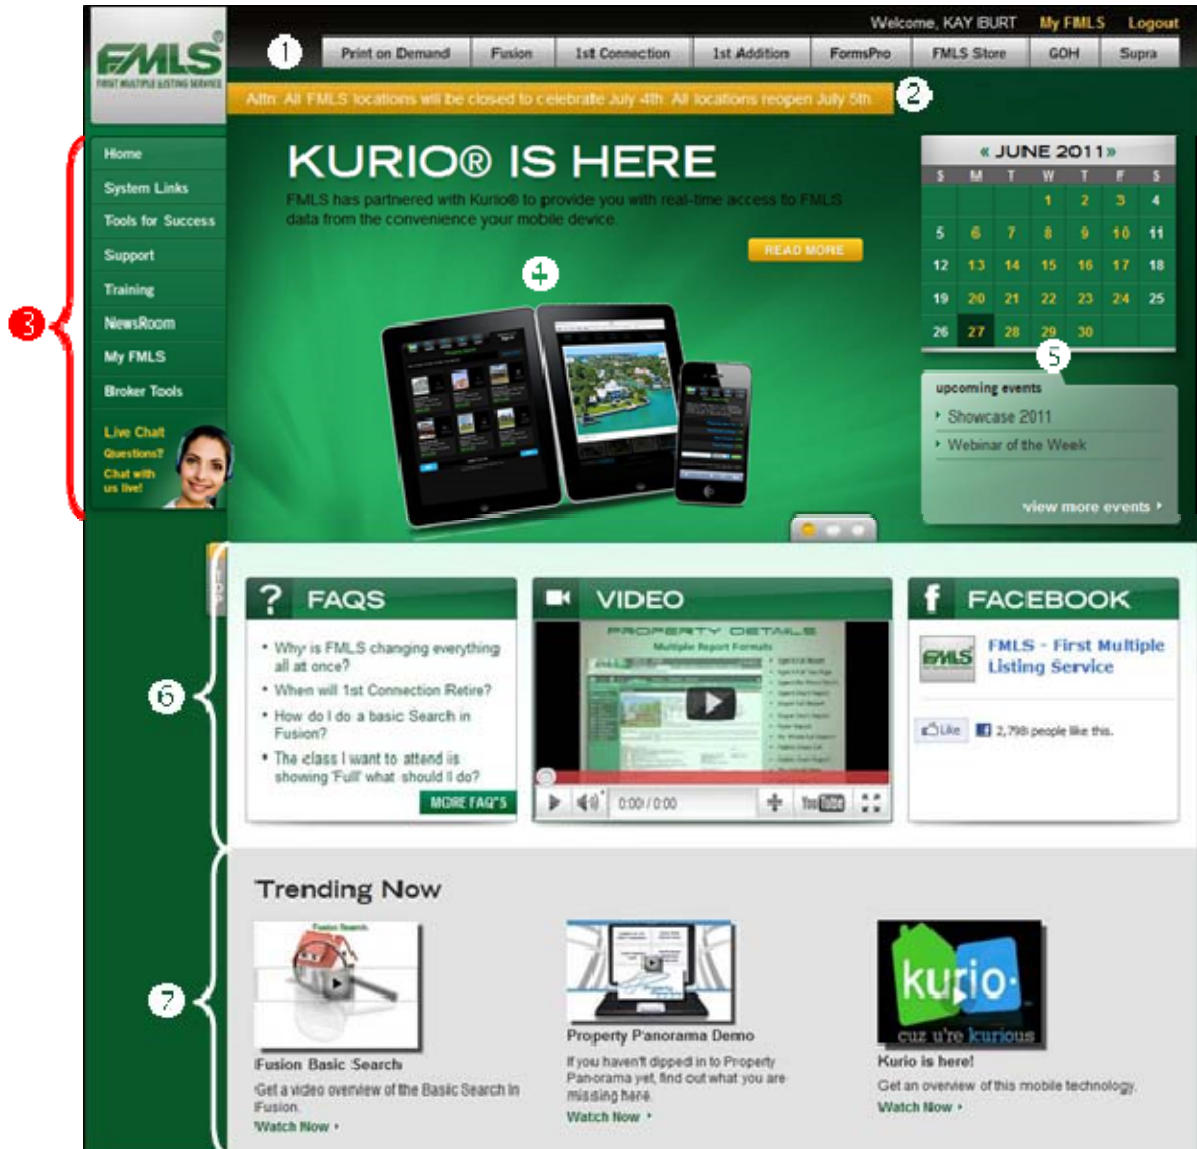 Welcome, KAY BURT My FMLS Logout
FMLS®
FIRST MULTIPLE LISTING SERVICE
1
Print on Demand Fusion 1st Connection 1st Addition FormsPro FMLS Store GOH Supra
Attn: All FMLS locations will be closed to celebrate July 4th. All locations reopen July 5th.
2
3
Home
System Links
Tools for Success
Support
Training
NewsRoom
My FMLS
Broker Tools
Live Chat
Questions?
Chat with
us live!
KURIO® IS HERE
FMLS has partnered with Kurio® to provide you with real-time access to FMLS
data from the convenience your mobile device.
READ MORE
4
« JUNE 2011 »
S M T W T F S
1 2 3 4
5 6 7 8 9 10 11
12 13 14 15 16 17 18
19 20 21 22 23 24 25
26 27 28 29 30
5
upcoming events
Showcase 2011
Webinar of the Week
view more events
6
? FAQS
• Why is FMLS changing everything
all at once?
• When will 1st Connection Retire?
• How do I do a basic Search in
Fusion?
• The class I want to attend is
showing 'Full' what should I do?
MORE FAQ'S
VIDEO
PROPERTY DETAILS
Multiple Report Formats
0:00 / 0:00
YouTube
f FACEBOOK
FMLS
FMLS - First Multiple
Listing Service
Like
2,798 people like this.
7
Trending Now
Fusion Search
Fusion Basic Search
Get a video overview of the Basic Search in
Fusion.
Watch Now
Property Panorama Demo
If you haven't dipped in to Property
Panorama yet, find out what you are
missing here.
Watch Now
kurio
cuz u're kurious
Kurio is here!
Get an overview of this mobile technology.
Watch Now